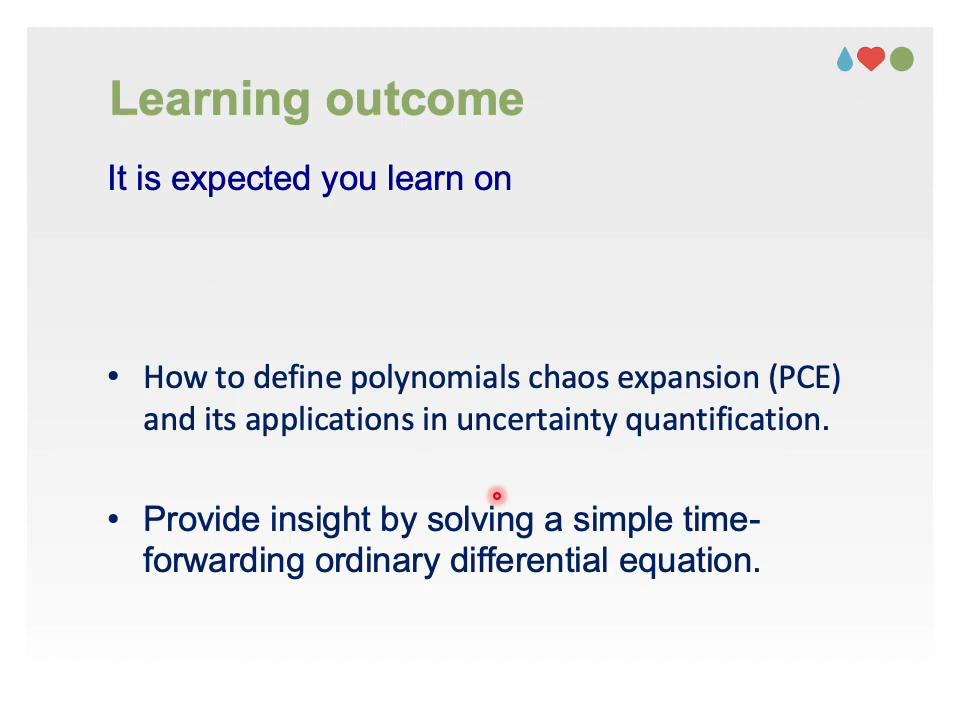 Learning outcome
It is expected you learn on
• How to define polynomials chaos expansion (PCE)
and its applications in uncertainty quantification.
• Provide insight by solving a simple time-
forwarding ordinary differential equation.